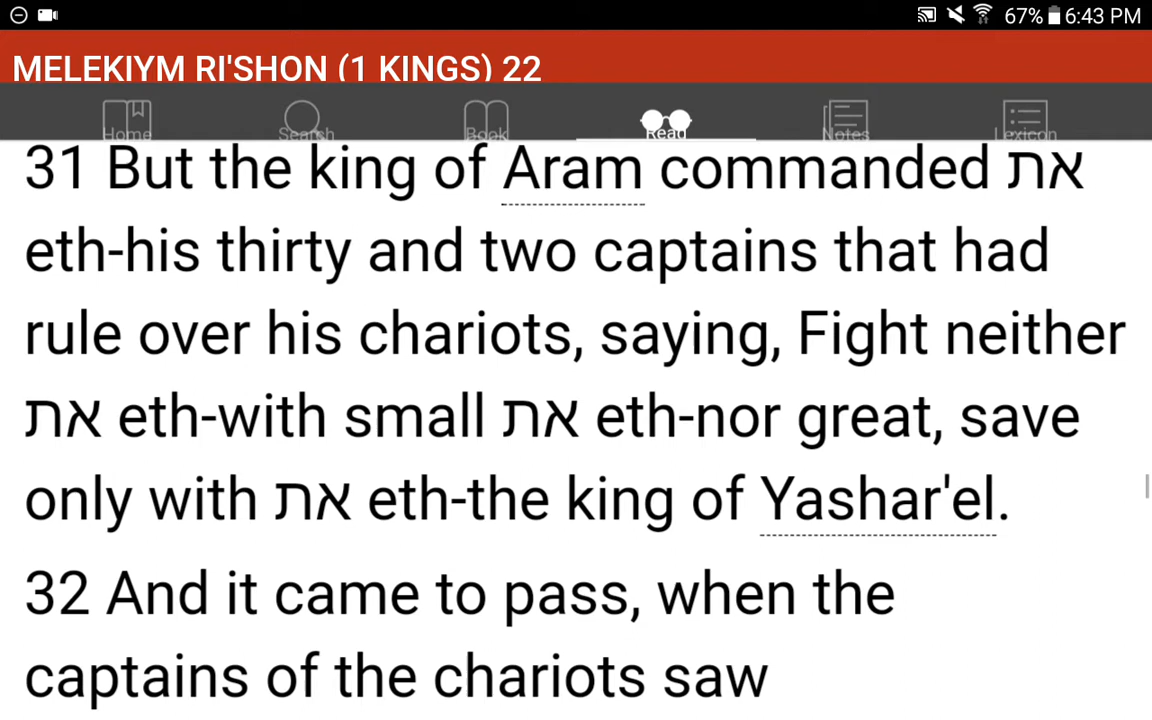 67% 6:43 PM
MELEKIYM RI'SHON (1 KINGS) 22
Home Search Book Read Notes Lexicon
31 But the king of Aram commanded את
eth-his thirty and two captains that had
rule over his chariots, saying, Fight neither
את eth-with small את eth-nor great, save
only with את eth-the king of Yashar'el.
32 And it came to pass, when the
captains of the chariots saw